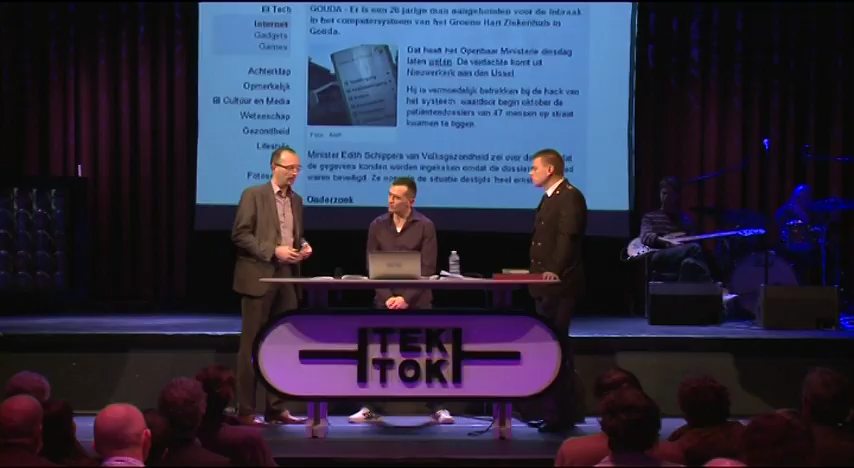 El Tech
Internet
Gadgets
Games
Achterklap
Opmerkelijk
Cultuur en Media
Wetenschap
Gezondheid
Lifestyle
GOUDA - Er is een 26 jarige man aangehouden voor de inbraak
in het computersysteem van het Groene Hart Ziekenhuis in
Gouda.
Dat heeft het Openbaar Ministerie dinsdag
laten weten. De verdachte komt uit
Nieuwerkerk aan den IJssel.
Hij is vermoedelijk betrokken bij de hack van
het systeem, waardoor begin oktober de
patiëntendossiers van 47 mensen op straat
kwamen te liggen.
Minister Edith Schippers van Volksgezondheid zei over de
de gegevens konden worden ingekeken omdat de
waren beveiligd. Ze noemde de situatie destijds 'heel
Onderzoek
TEK
TOK